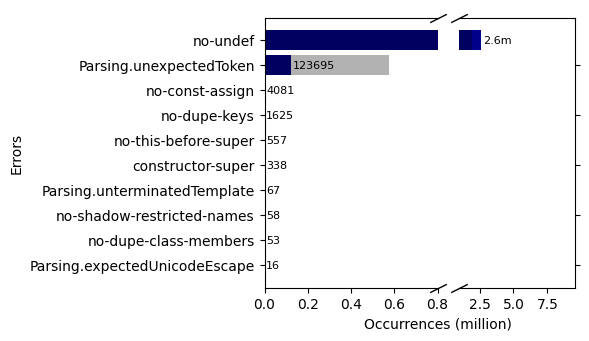 no-undef
2.6m
Parsing.unexpectedToken
123695
no-const-assign
4081
no-dupe-keys
1625
no-this-before-super
557
constructor-super
338
Parsing.unterminatedTemplate
67
no-shadow-restricted-names
58
no-dupe-class-members
53
Parsing.expectedUnicodeEscape
16
Errors
0.0 0.2 0.4 0.6 0.8 2.5 5.0 7.5
Occurrences (million)